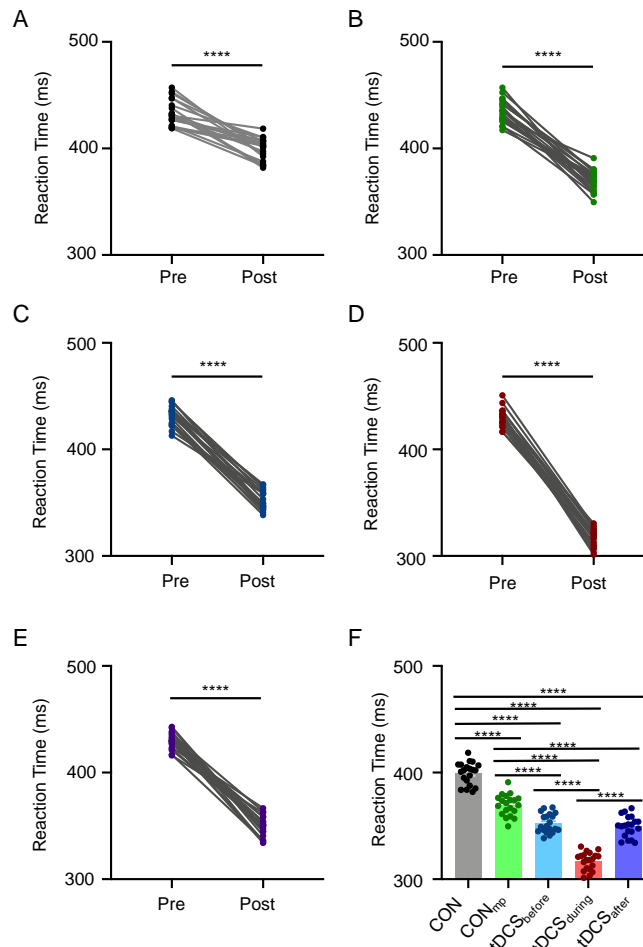 A
Reaction Time (ms)
500
400
300
****
Pre
Post
B
Reaction Time (ms)
500
400
300
****
Pre
Post
C
Reaction Time (ms)
500
400
300
****
Pre
Post
D
Reaction Time (ms)
500
400
300
****
Pre
Post
E
Reaction Time (ms)
500
400
300
****
Pre
Post
F
Reaction Time (ms)
500
400
300
****
****
****
****
****
****
****
****
****
CON
CONmp
tDCSbefore
tDCSduring
tDCSafter